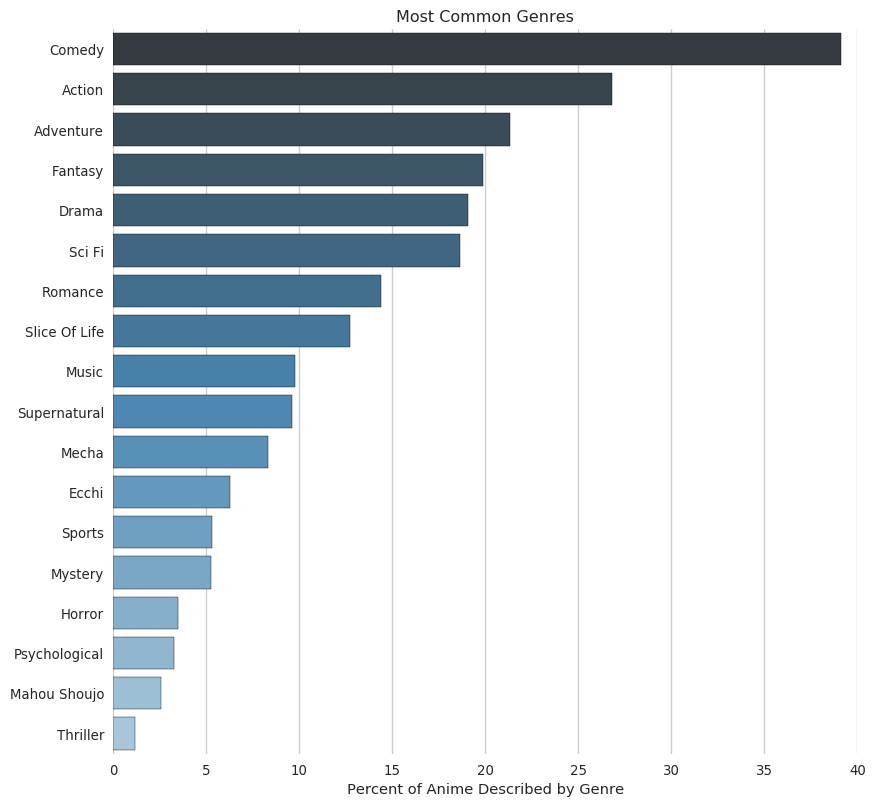 Most Common Genres
Comedy
Action
Adventure
Fantasy
Drama
Sci Fi
Romance
Slice Of Life
Music
Supernatural
Mecha
Ecchi
Sports
Mystery
Horror
Psychological
Mahou Shoujo
Thriller
0 5 10 15 20 25 30 35 40
Percent of Anime Described by Genre